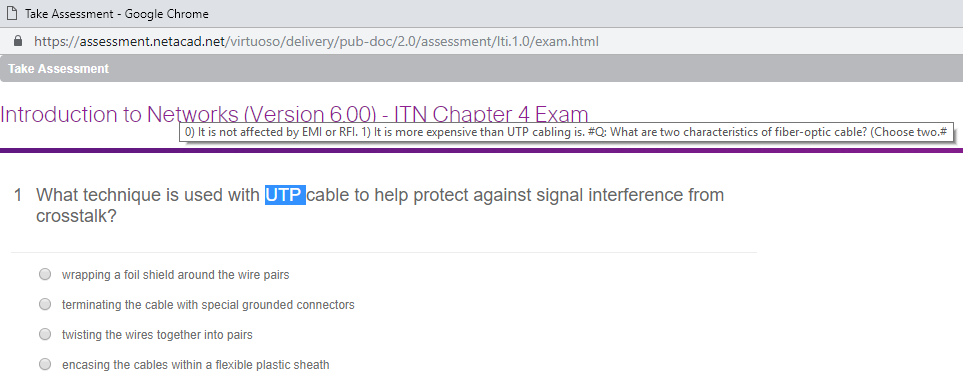 Take Assessment - Google Chrome
https://assessment.netacad.net/virtuoso/delivery/pub-doc/2.0/assessment/lti.1.0/exam.html
Take Assessment
Introduction to Networks (Version 6.00) - ITN Chapter 4 Exam
0) It is not affected by EMI or RFI. 1) It is more expensive than UTP cabling is. #Q: What are two characteristics of fiber-optic cable? (Choose two.#
1 What technique is used with UTP cable to help protect against signal interference from
crosstalk?
wrapping a foil shield around the wire pairs
terminating the cable with special grounded connectors
twisting the wires together into pairs
encasing the cables within a flexible plastic sheath